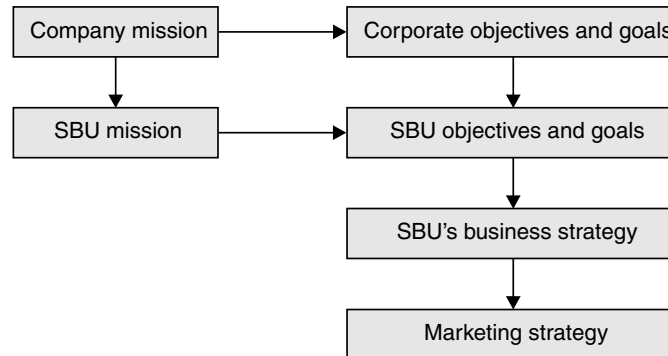 Company mission
Corporate objectives and goals
SBU mission
SBU objectives and goals
SBU’s business strategy
Marketing strategy